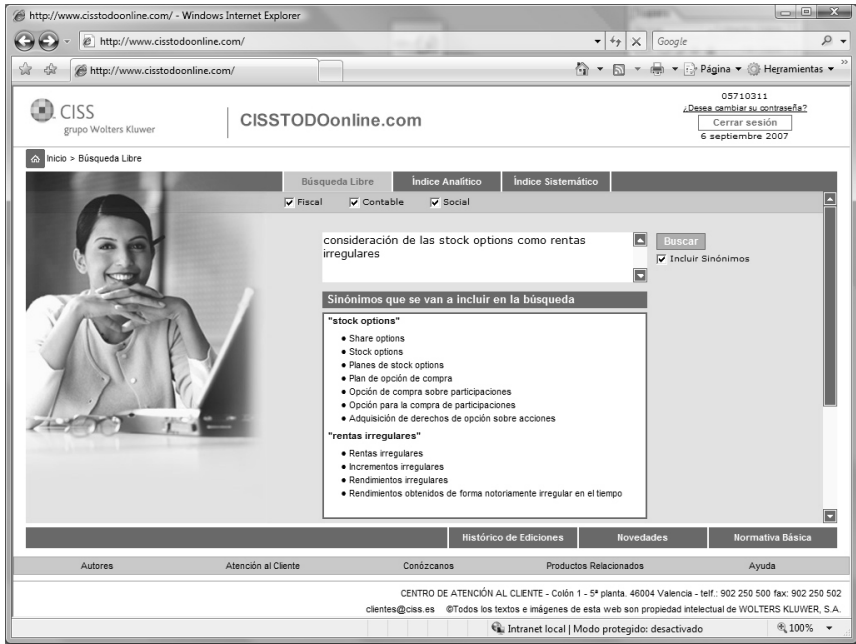 http://www.cisstodoonline.com/ - Windows Internet Explorer
http://www.cisstodoonline.com/
Google
http://www.cisstodoonline.com/
Página
Herramientas
CISS
grupo Wolters Kluwer
CISSTODOonline.com
05710311
¿Desea cambiar su contraseña?
Cerrar sesión
6 septiembre 2007
Inicio > Búsqueda Libre
Búsqueda Libre Índice Analítico Índice Sistemático
Fiscal Contable Social
consideración de las stock options como rentas
irregulares
Buscar
Incluir Sinónimos
Sinónimos que se van a incluir en la búsqueda
"stock options"
● Share options
● Stock options
● Planes de stock options
● Plan de opción de compra
● Opción de compra sobre participaciones
● Opción para la compra de participaciones
● Adquisición de derechos de opción sobre acciones
"rentas irregulares"
● Rentas irregulares
● Incrementos irregulares
● Rendimientos irregulares
● Rendimientos obtenidos de forma notoriamente irregular en el tiempo
Histórico de Ediciones Novedades Normativa Básica
Autores Atención al Cliente Conózcanos Productos Relacionados Ayuda
CENTRO DE ATENCIÓN AL CLIENTE - Colón 1 - 5ª planta. 46004 Valencia - telf.: 902 250 500 fax: 902 250 502
clientes@ciss.es ©Todos los textos e imágenes de esta web son propiedad intelectual de WOLTERS KLUWER, S.A.
Intranet local | Modo protegido: desactivado 100%